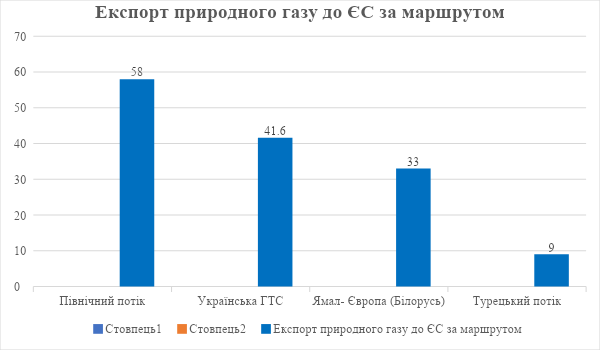 Експорт природного газу до ЄС за маршрутом
70
60
50
40
30
20
10
0
58
41.6
33
9
Північний потік
Українська ГТС
Ямал- Європа (Білорусь)
Турецький потік
Стовпець1
Стовпець2
Експорт природного газу до ЄС за маршрутом